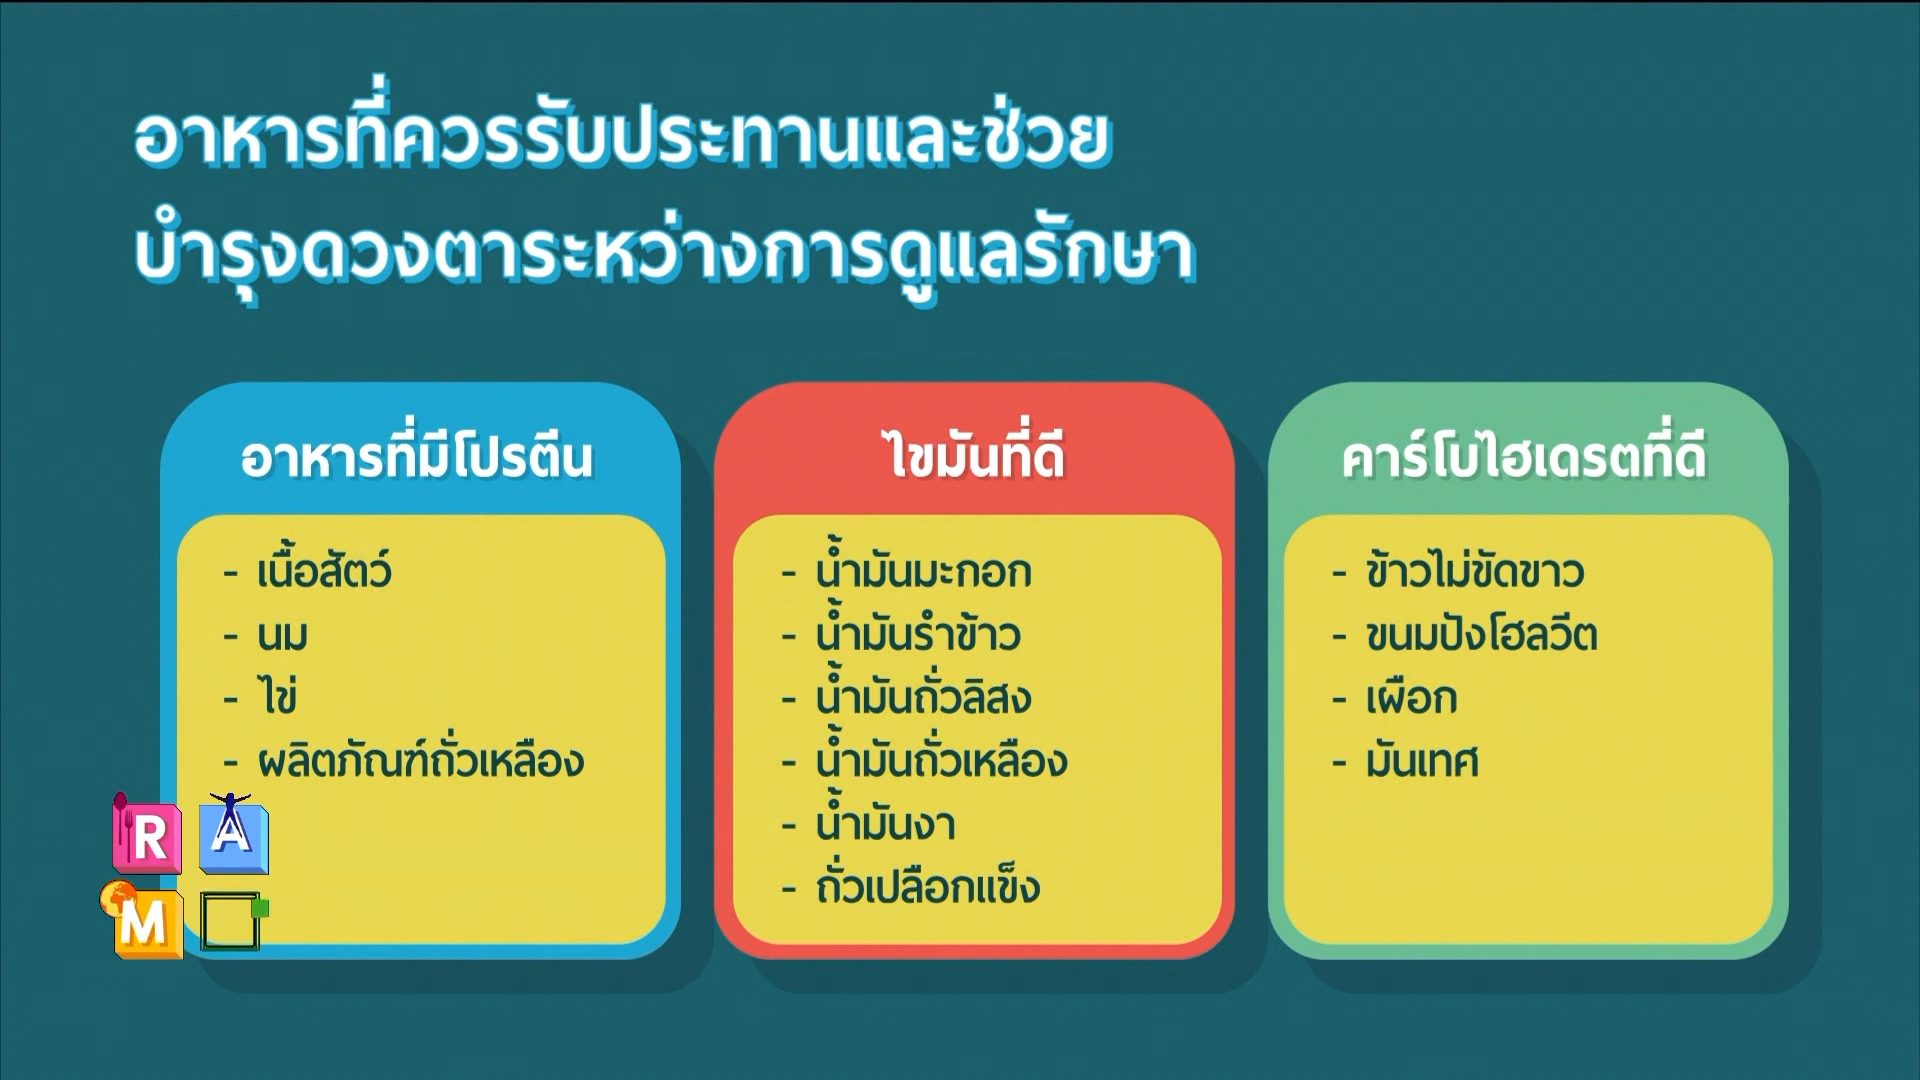 อาหารที่ควรรับประทานและช่วย
บำรุงดวงตาระหว่างการดูแลรักษา
อาหารที่มีโปรตีน
- เนื้อสัตว์
- นม
- ไข่
- ผลิตภัณฑ์ถั่วเหลือง
ไขมันที่ดี
- น้ำมันมะกอก
- น้ำมันรำข้าว
- น้ำมันถั่วลิสง
- น้ำมันถั่วเหลือง
- น้ำมันงา
- ถั่วเปลือกแข็ง
คาร์โบไฮเดรตที่ดี
- ข้าวไม่ขัดขาว
- ขนมปังโฮลวีต
- เผือก
- มันเทศ
R A
M